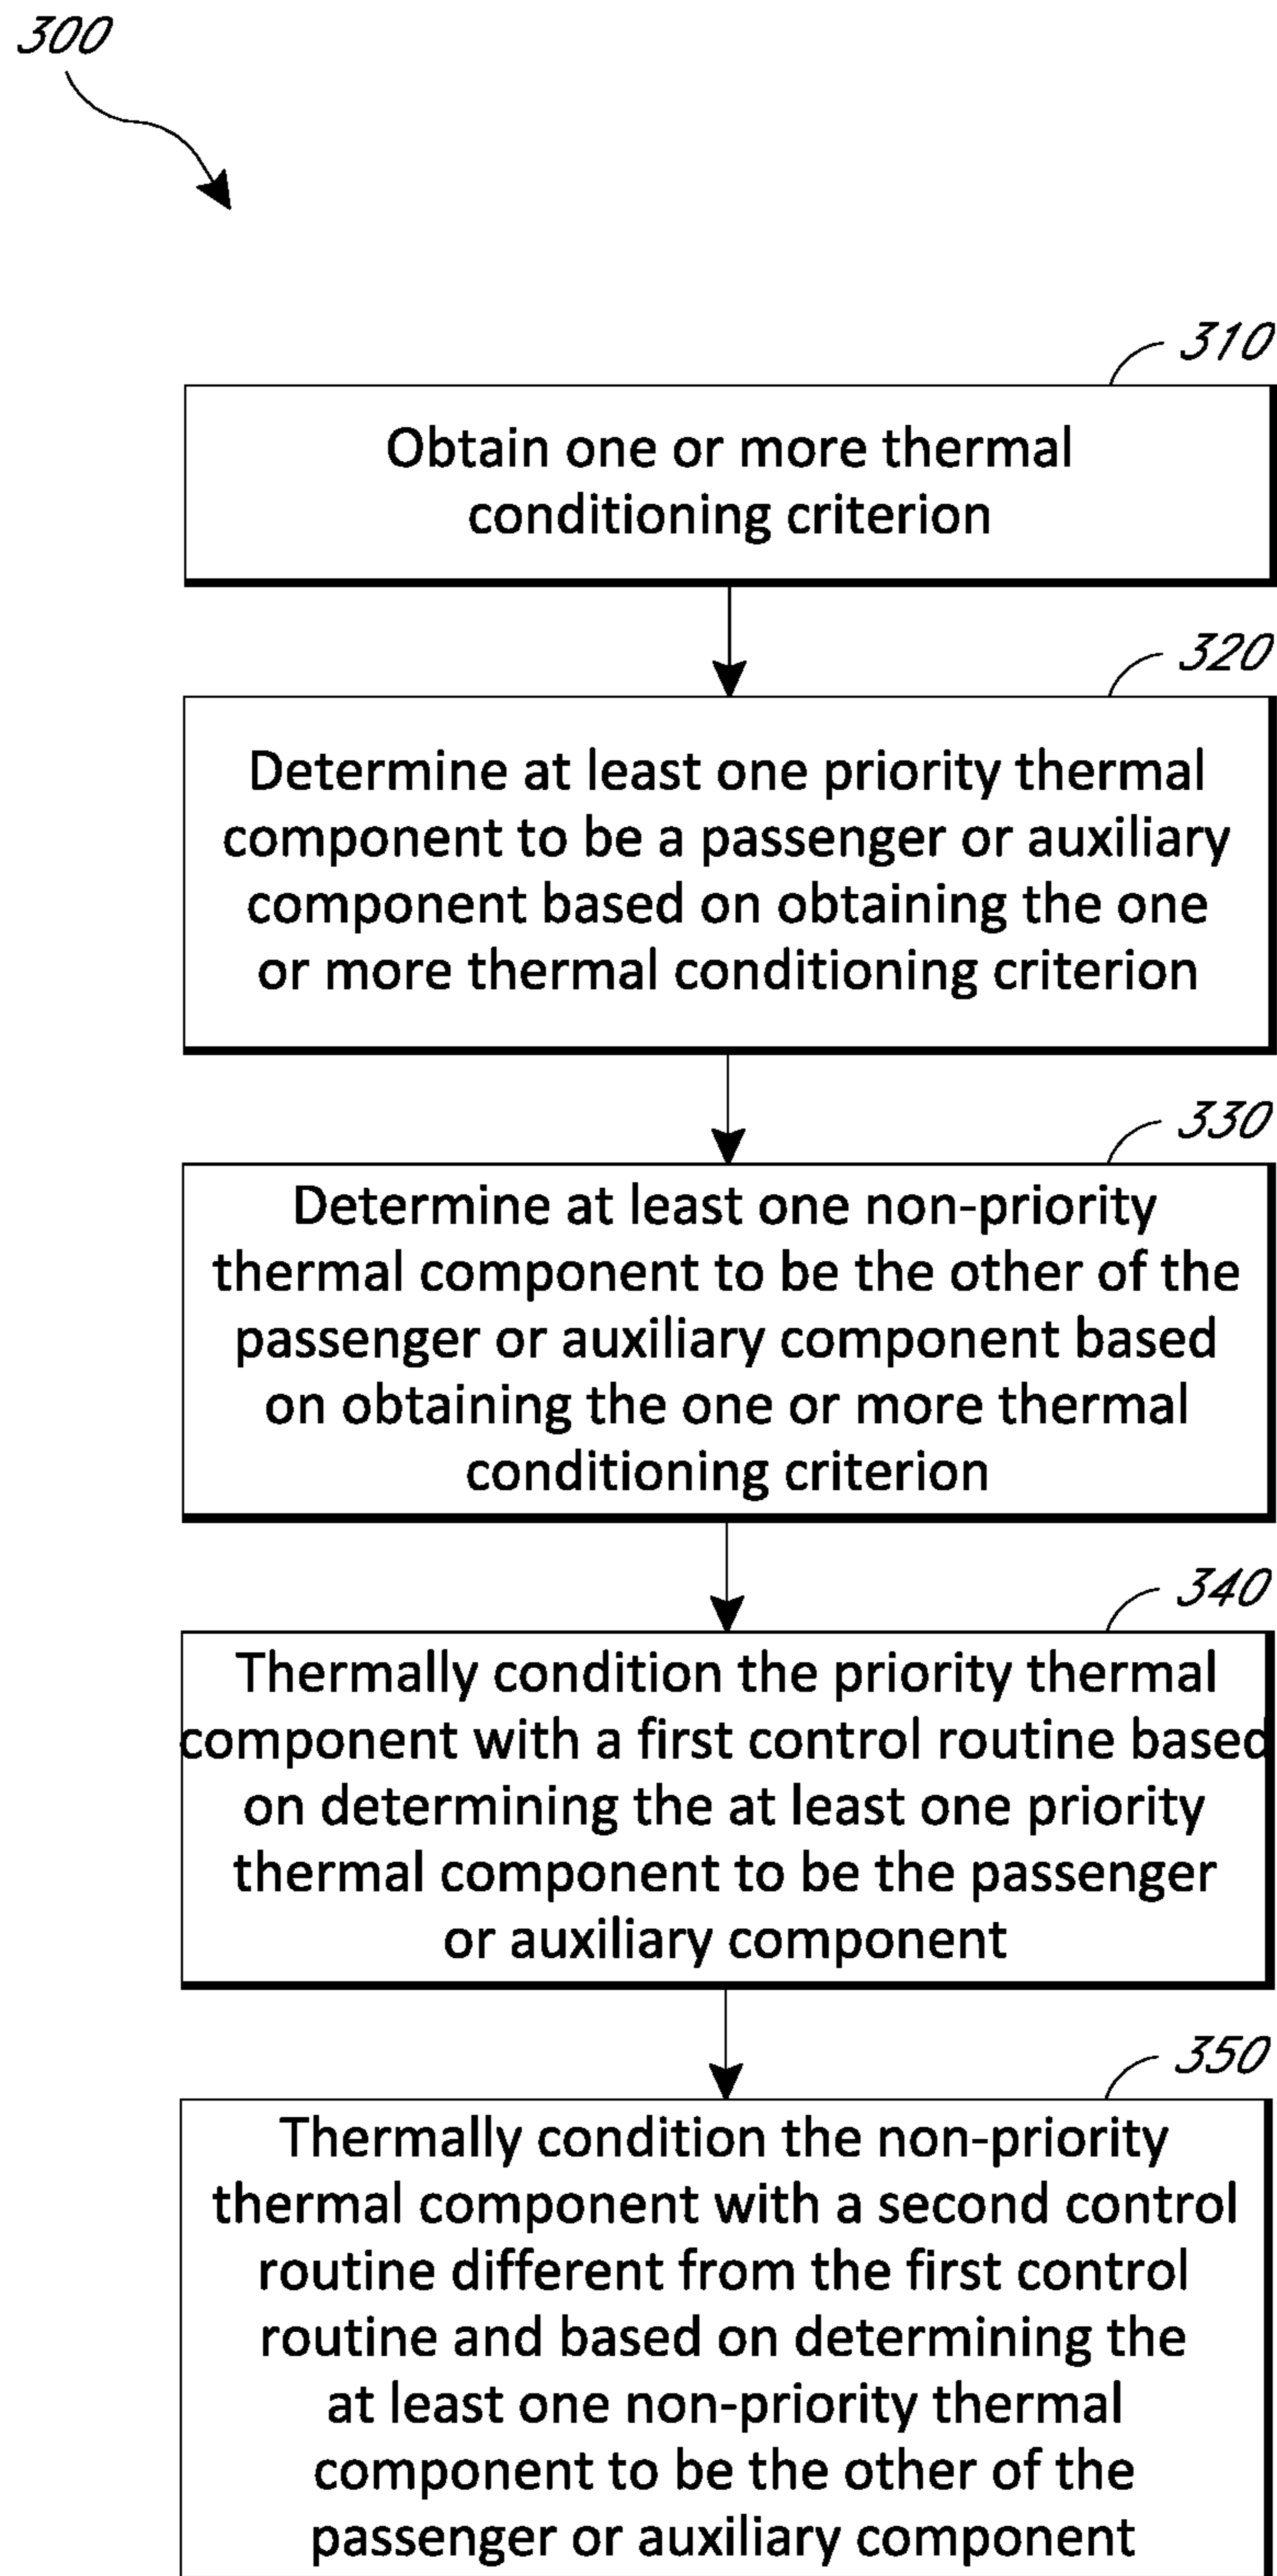 300
310
Obtain one or more thermal
conditioning criterion
320
Determine at least one priority thermal
component to be a passenger or auxiliary
component based on obtaining the one
or more thermal conditioning criterion
330
Determine at least one non-priority
thermal component to be the other of the
passenger or auxiliary component based
on obtaining the one or more thermal
conditioning criterion
340
Thermally condition the priority thermal
component with a first control routine based
on determining the at least one priority
thermal component to be the passenger
or auxiliary component
350
Thermally condition the non-priority
thermal component with a second control
routine different from the first control
routine and based on determining the
at least one non-priority thermal
component to be the other of the
passenger or auxiliary component